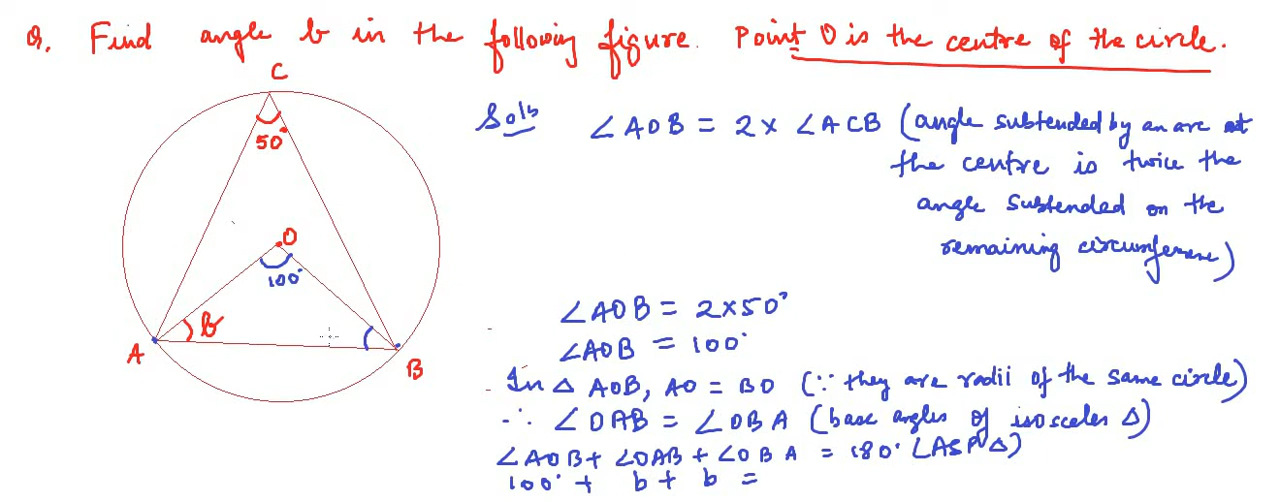 Q. Find angle b in the following figure. Point O is the centre of the circle.
C
50°
O
100°
b
A
B
Soln ∠AOB = 2 × ∠ACB (angle subtended by an arc at
the centre is twice the
angle subtended on the
remaining circumference)
∠AOB = 2×50°
∠AOB = 100°
In △ AOB, AO = BO (∵ they are radii of the same circle)
∴ ∠OAB = ∠OBA (base angles of isosceles △)
∠AOB + ∠OAB + ∠OBA = 180° (ASP △)
100° + b + b =